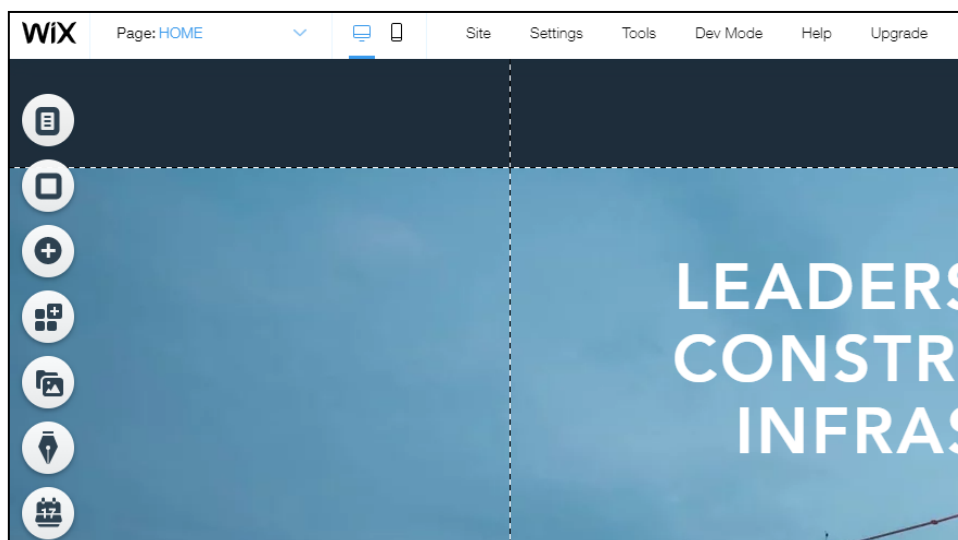 WiX
Page: HOME
Site
Settings
Tools
Dev Mode
Help
Upgrade
LEADERS
CONSTR
INFRAS
17